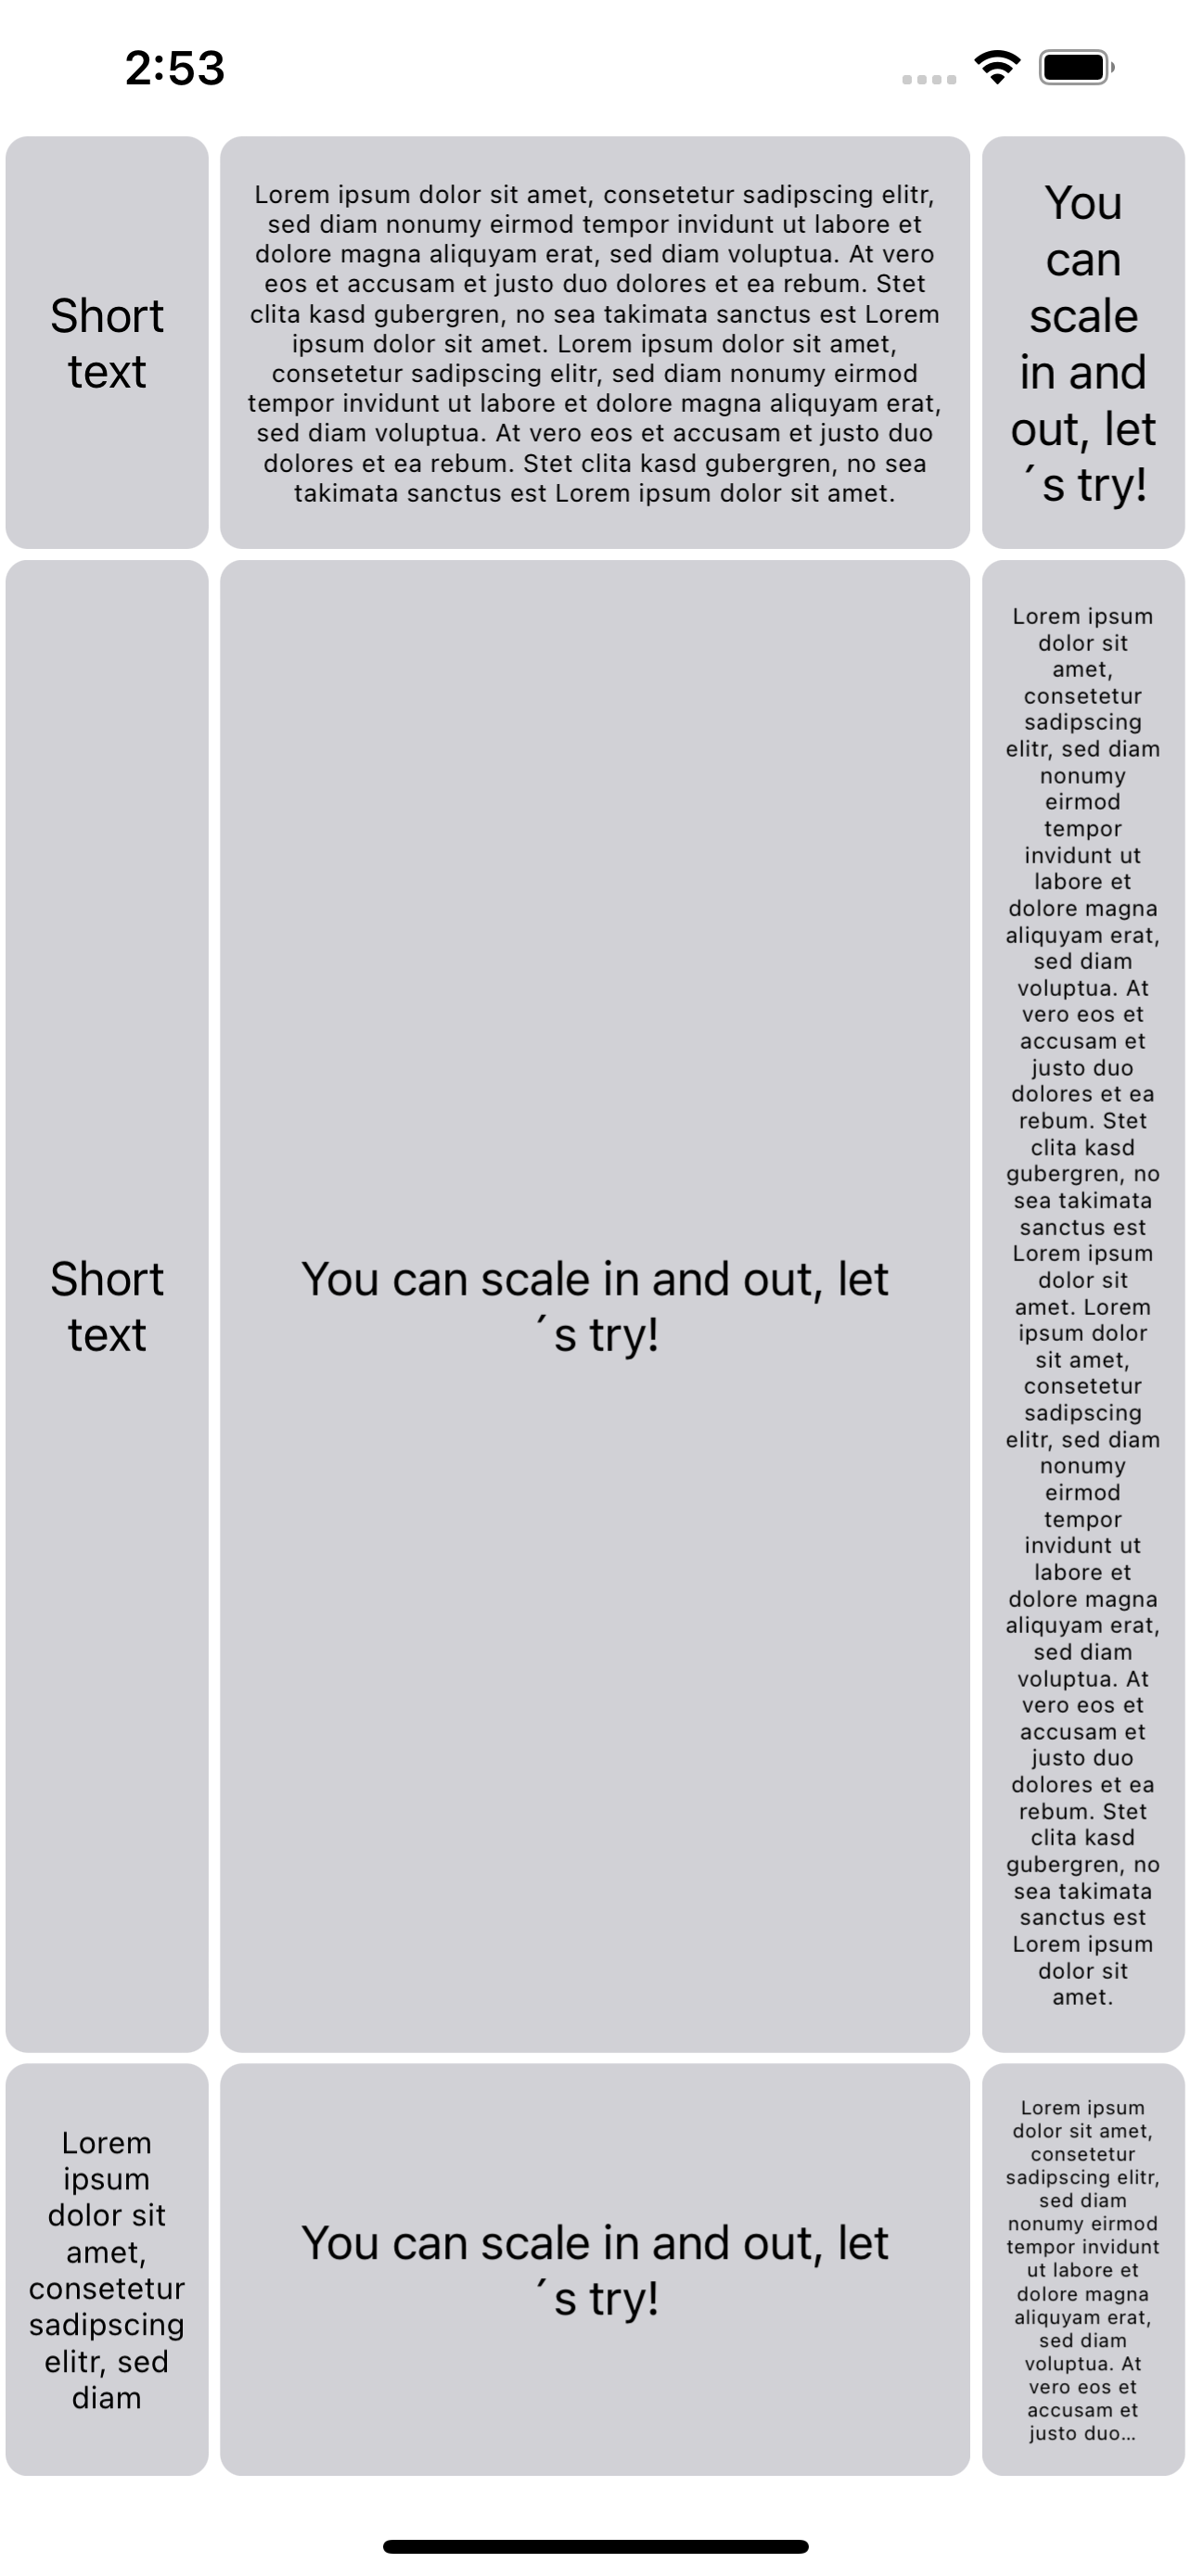 2:53
Short
text
Lorem ipsum dolor sit amet, consetetur sadipscing elitr,
sed diam nonumy eirmod tempor invidunt ut labore et
dolore magna aliquyam erat, sed diam voluptua. At vero
eos et accusam et justo duo dolores et ea rebum. Stet
clita kasd gubergren, no sea takimata sanctus est Lorem
ipsum dolor sit amet. Lorem ipsum dolor sit amet,
consetetur sadipscing elitr, sed diam nonumy eirmod
tempor invidunt ut labore et dolore magna aliquyam erat,
sed diam voluptua. At vero eos et accusam et justo duo
dolores et ea rebum. Stet clita kasd gubergren, no sea
takimata sanctus est Lorem ipsum dolor sit amet.
You
can
scale
in and
out, let
´s try!
Short
text
You can scale in and out, let
´s try!
Lorem ipsum
dolor sit
amet,
consetetur
sadipscing
elitr, sed diam
nonumy
eirmod
tempor
invidunt ut
labore et
dolore magna
aliquyam erat,
sed diam
voluptua. At
vero eos et
accusam et
justo duo
dolores et ea
rebum. Stet
clita kasd
gubergren, no
sea takimata
sanctus est
Lorem ipsum
dolor sit
amet. Lorem
ipsum dolor
sit amet,
consetetur
sadipscing
elitr, sed diam
nonumy
eirmod
tempor
invidunt ut
labore et
dolore magna
aliquyam erat,
sed diam
voluptua. At
vero eos et
accusam et
justo duo
dolores et ea
rebum. Stet
clita kasd
gubergren, no
sea takimata
sanctus est
Lorem ipsum
dolor sit
amet.
Lorem
ipsum
dolor sit
amet,
consetetur
sadipscing
elitr, sed
diam
You can scale in and out, let
´s try!
Lorem ipsum
dolor sit amet,
consetetur
sadipscing elitr,
sed diam
nonumy eirmod
tempor invidunt
ut labore et
dolore magna
aliquyam erat,
sed diam
voluptua. At
vero eos et
accusam et
justo duo…